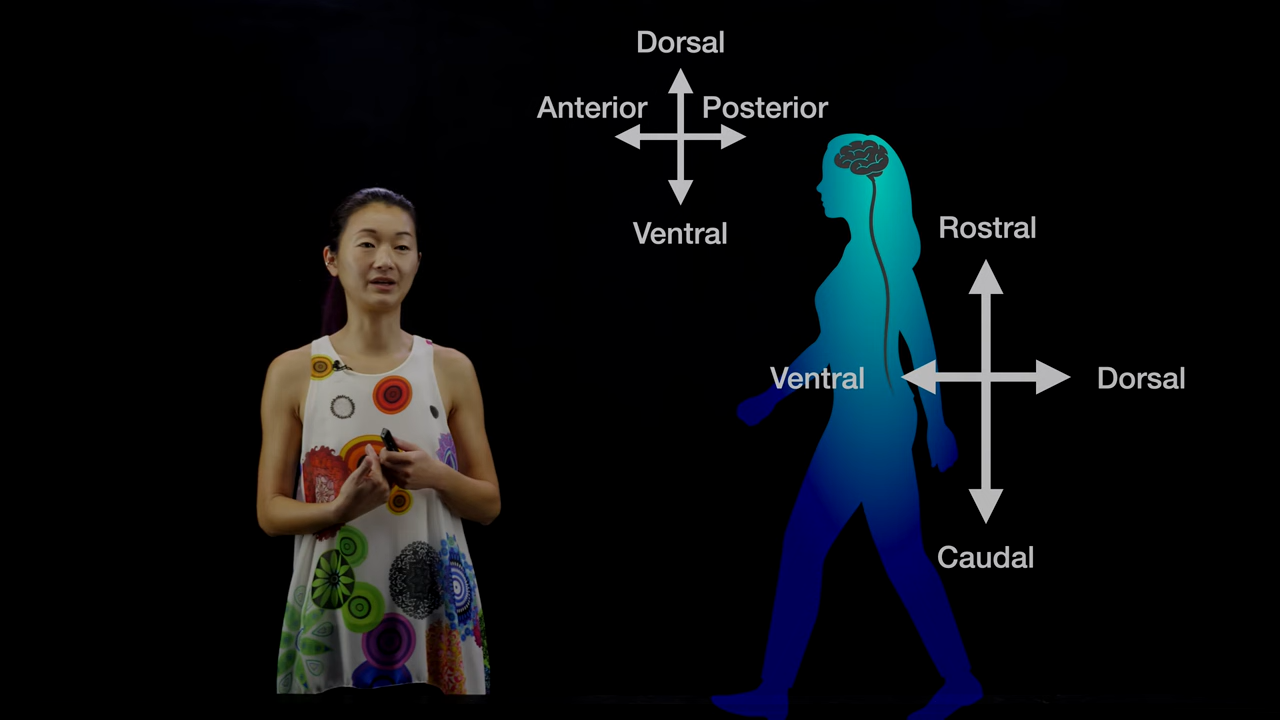 Dorsal
Anterior Posterior
Ventral
Rostral
Ventral Dorsal
Caudal